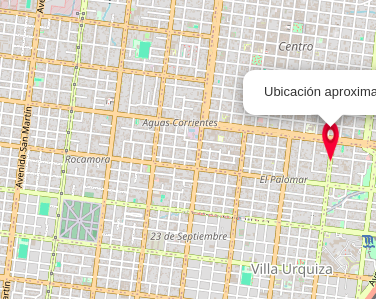 Centro
Ubicación aproxima
Aguas Corrientes
Avenida San Martín
Rocamora
El Palomar
23 de Septiembre
Villa Urquiza